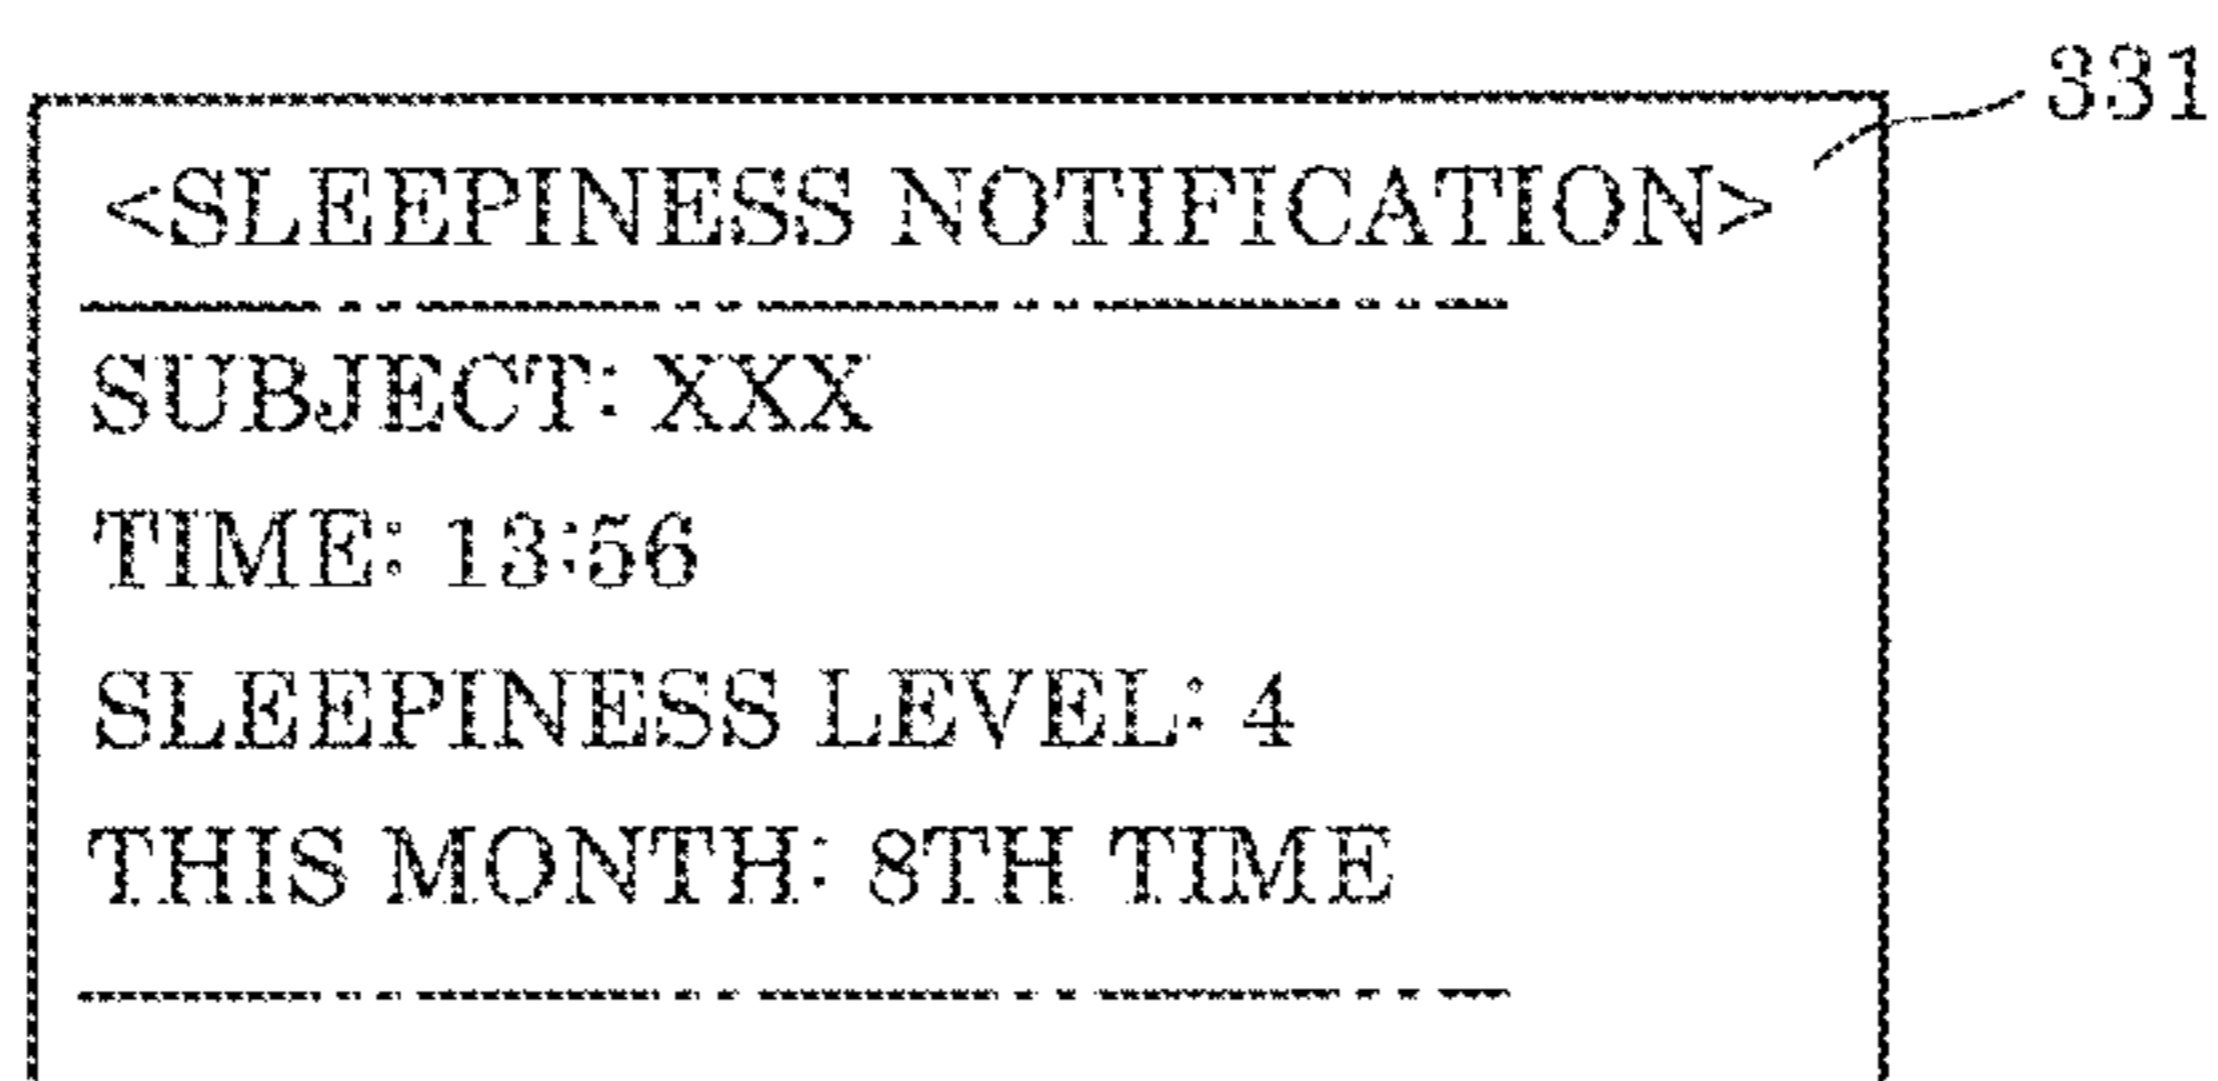 331
<SLEEPINESS NOTIFICATION>
SUBJECT: XXX
TIME: 13:56
SLEEPINESS LEVEL: 4
THIS MONTH: 8TH TIME